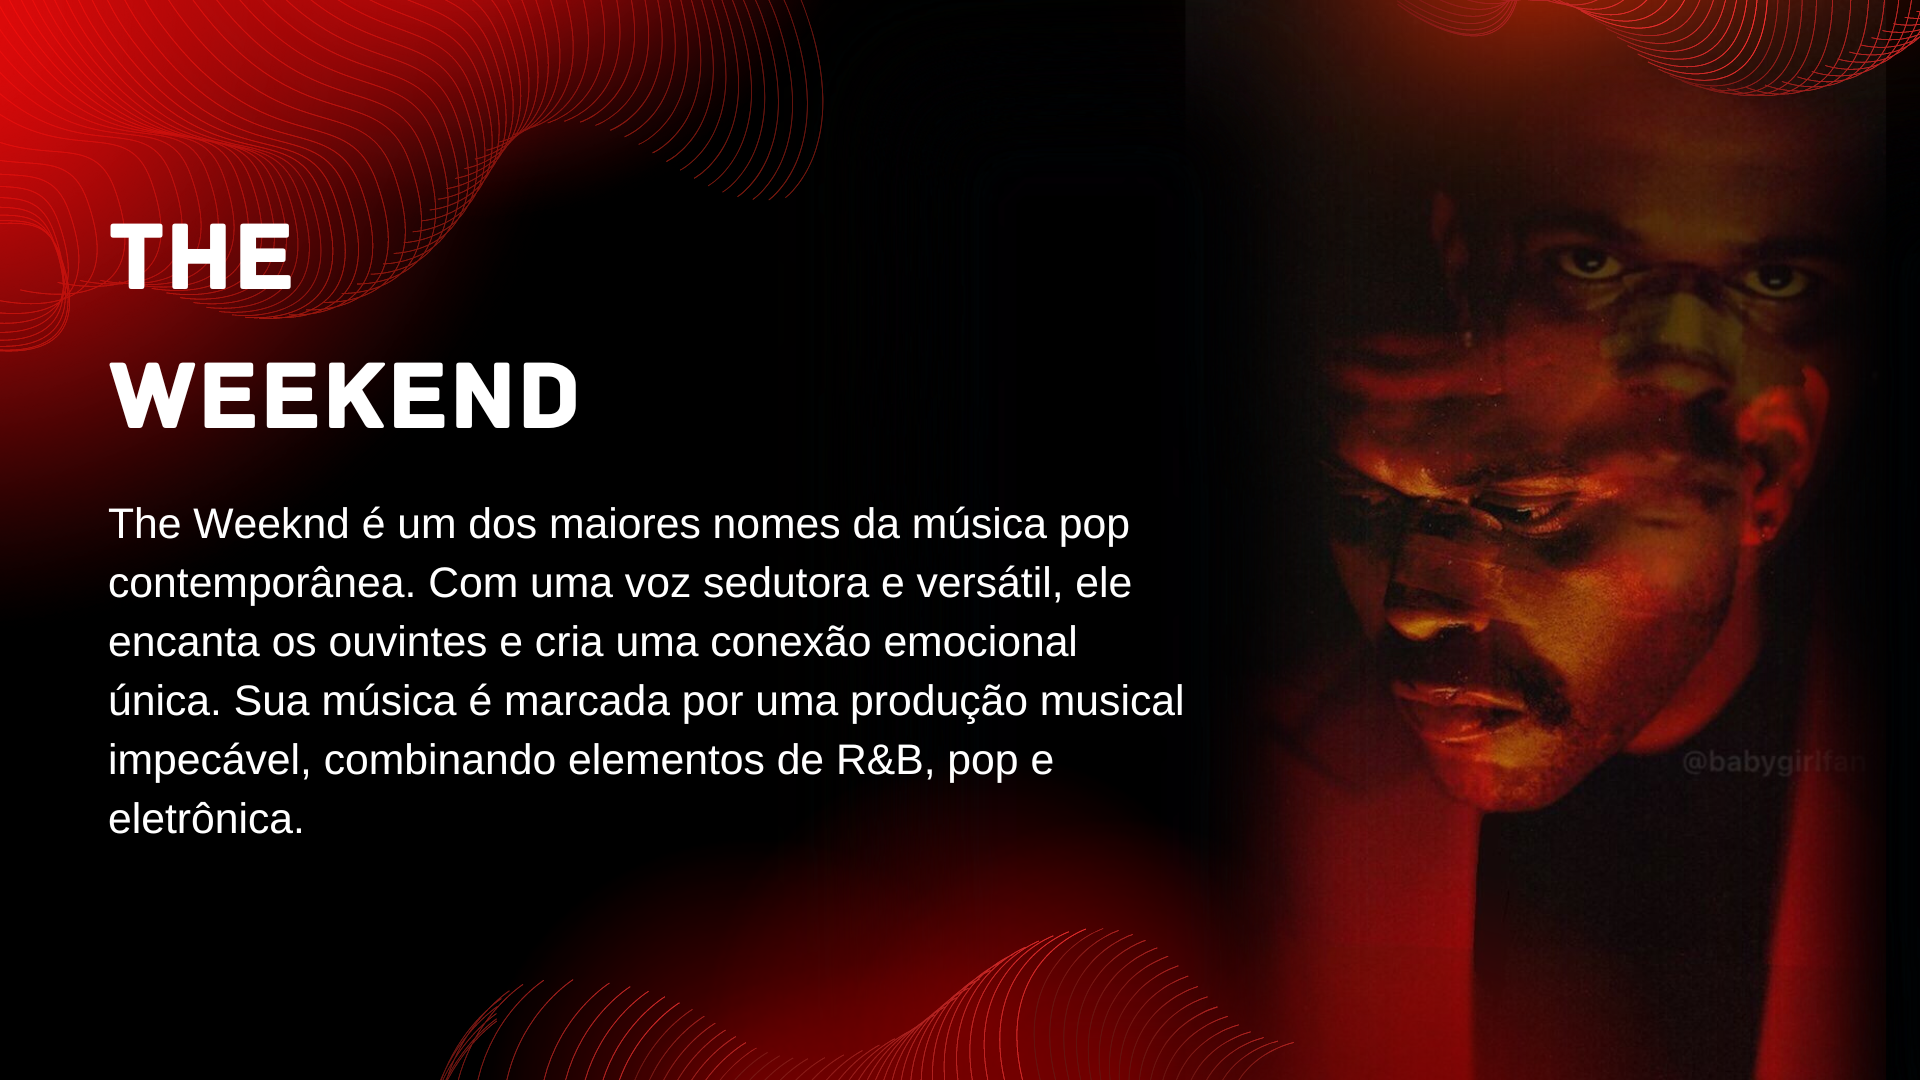 THE
WEEKEND
The Weeknd é um dos maiores nomes da música pop
contemporânea. Com uma voz sedutora e versátil, ele
encanta os ouvintes e cria uma conexão emocional
única. Sua música é marcada por uma produção musical
impecável, combinando elementos de R&B, pop e
eletrônica.
@babygirlfan